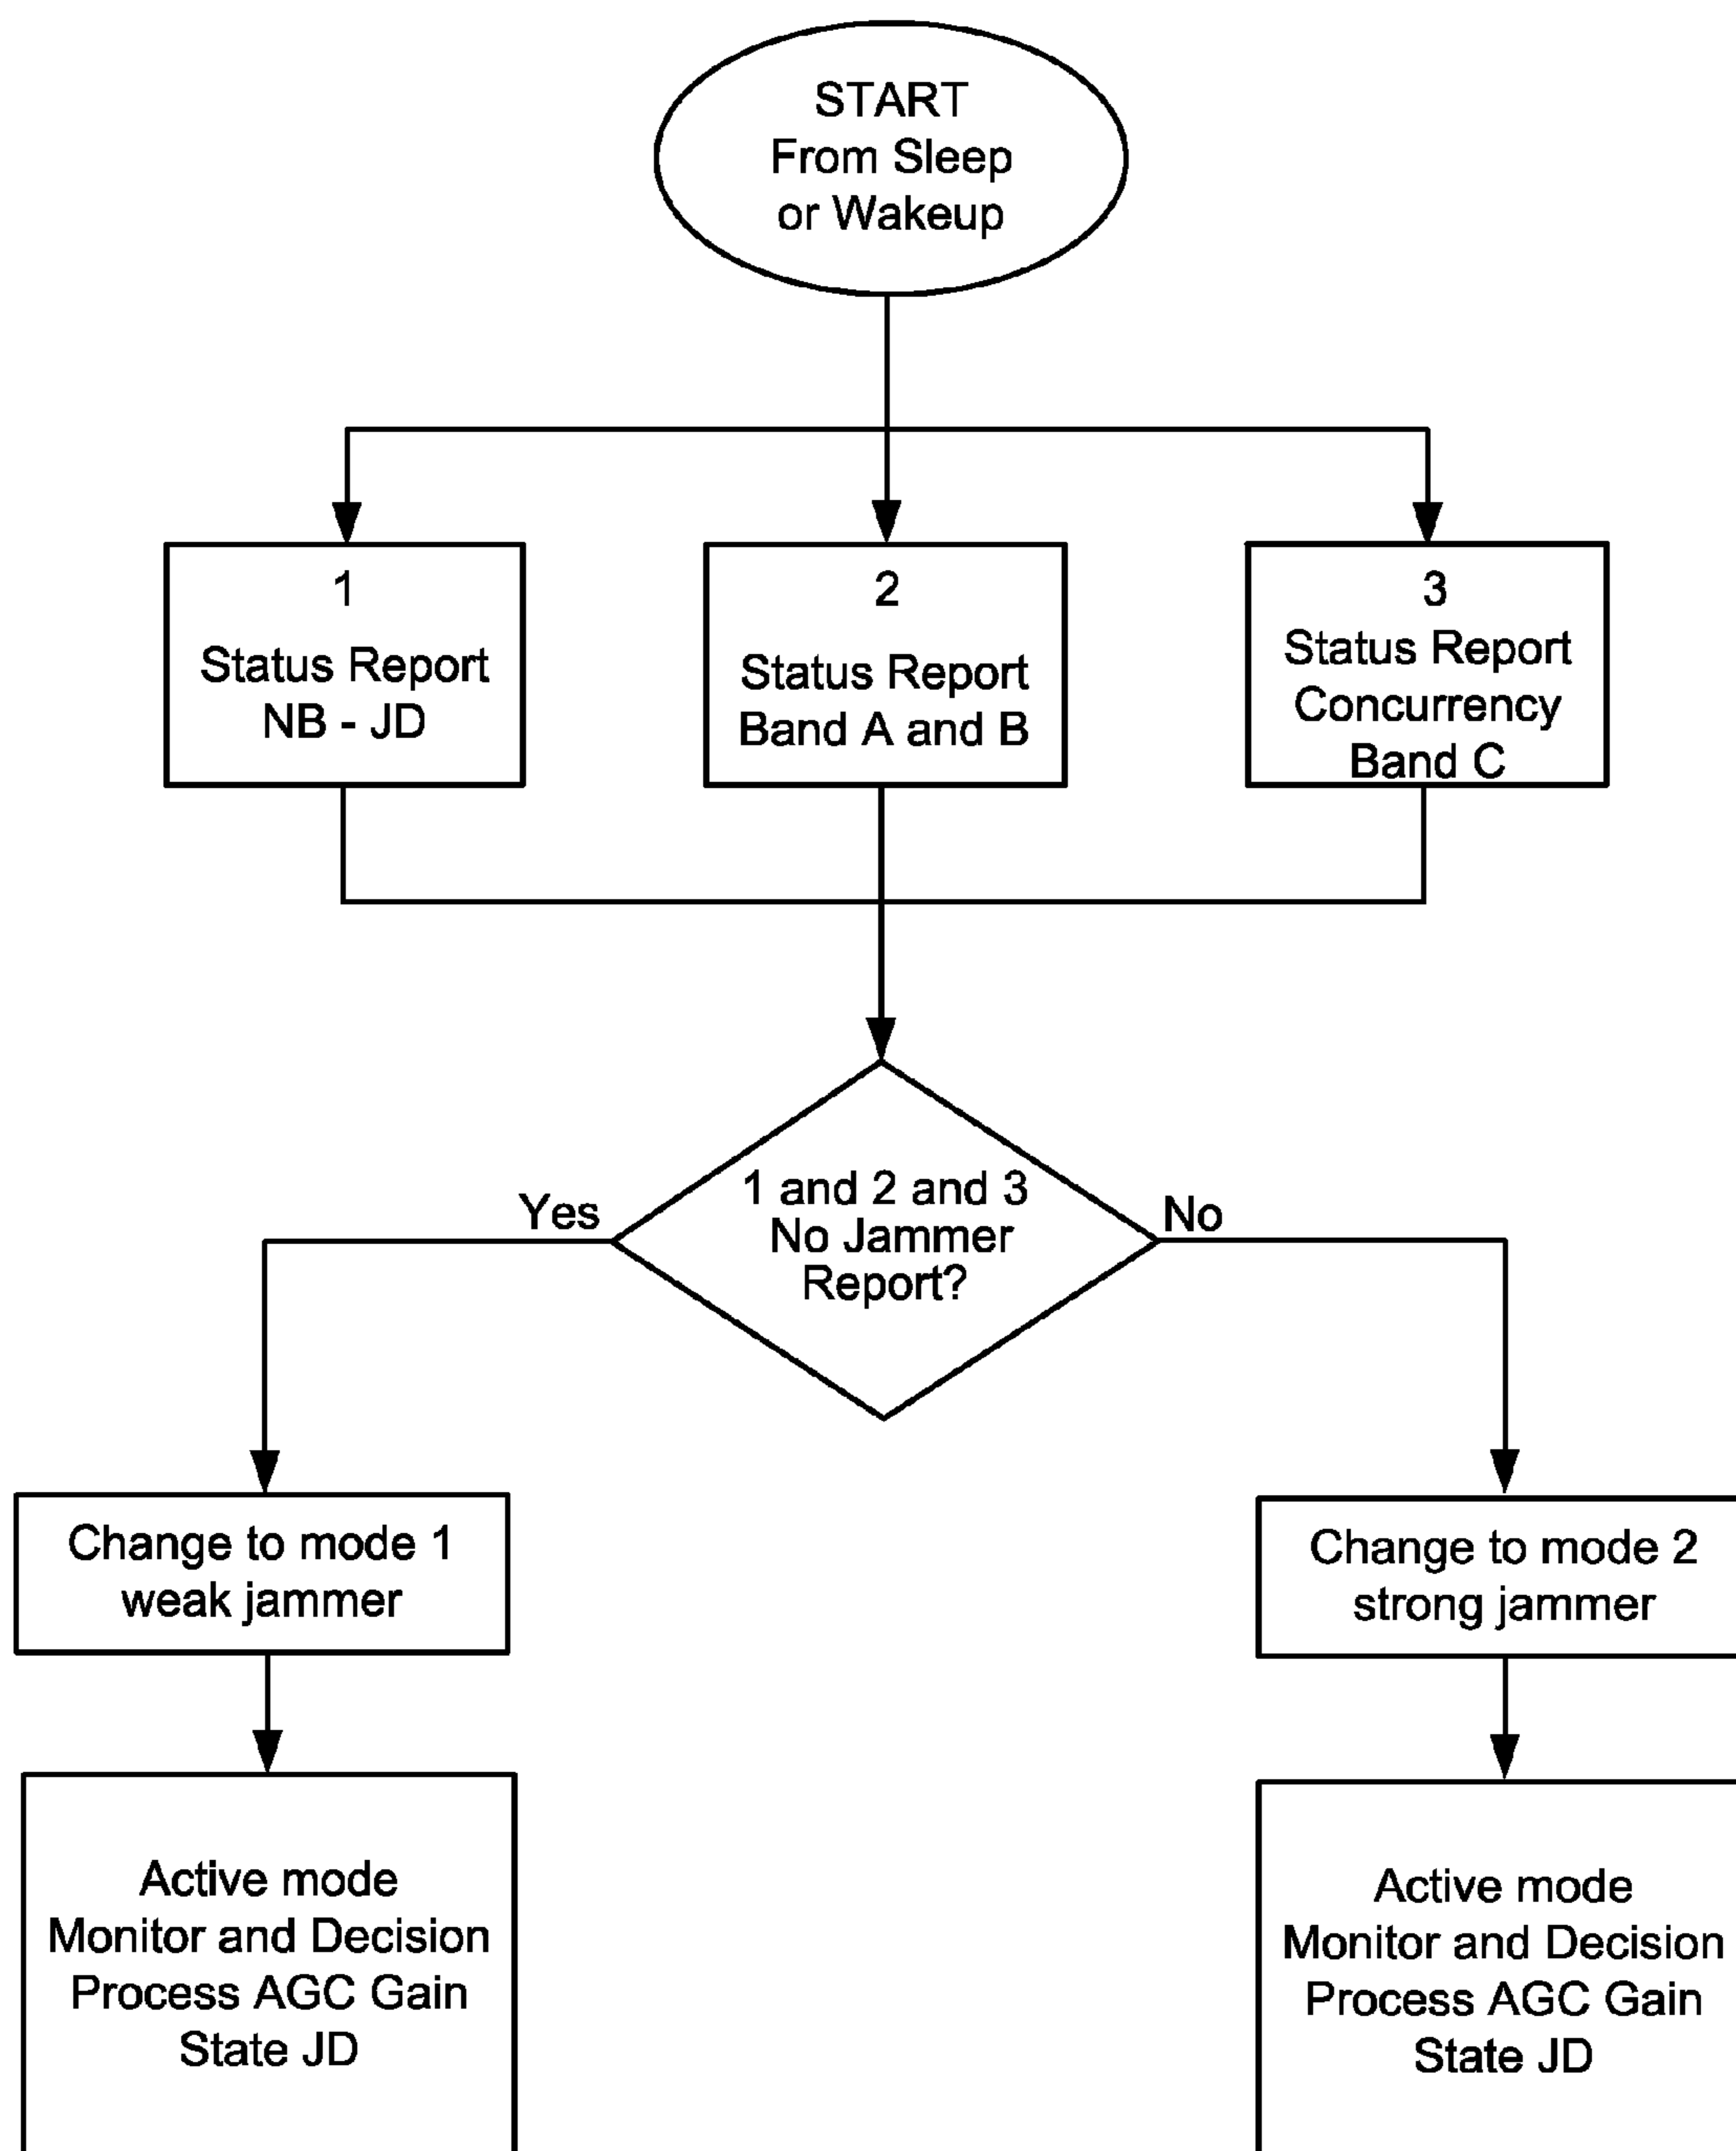 START
From Sleep
or Wakeup
1
Status Report
NB - JD
2
Status Report
Band A and B
3
Status Report
Concurrency
Band C
1 and 2 and 3
No Jammer
Report?
Yes
No
Change to mode 1
weak jammer
Change to mode 2
strong jammer
Active mode
Monitor and Decision
Process AGC Gain
State JD
Active mode
Monitor and Decision
Process AGC Gain
State JD